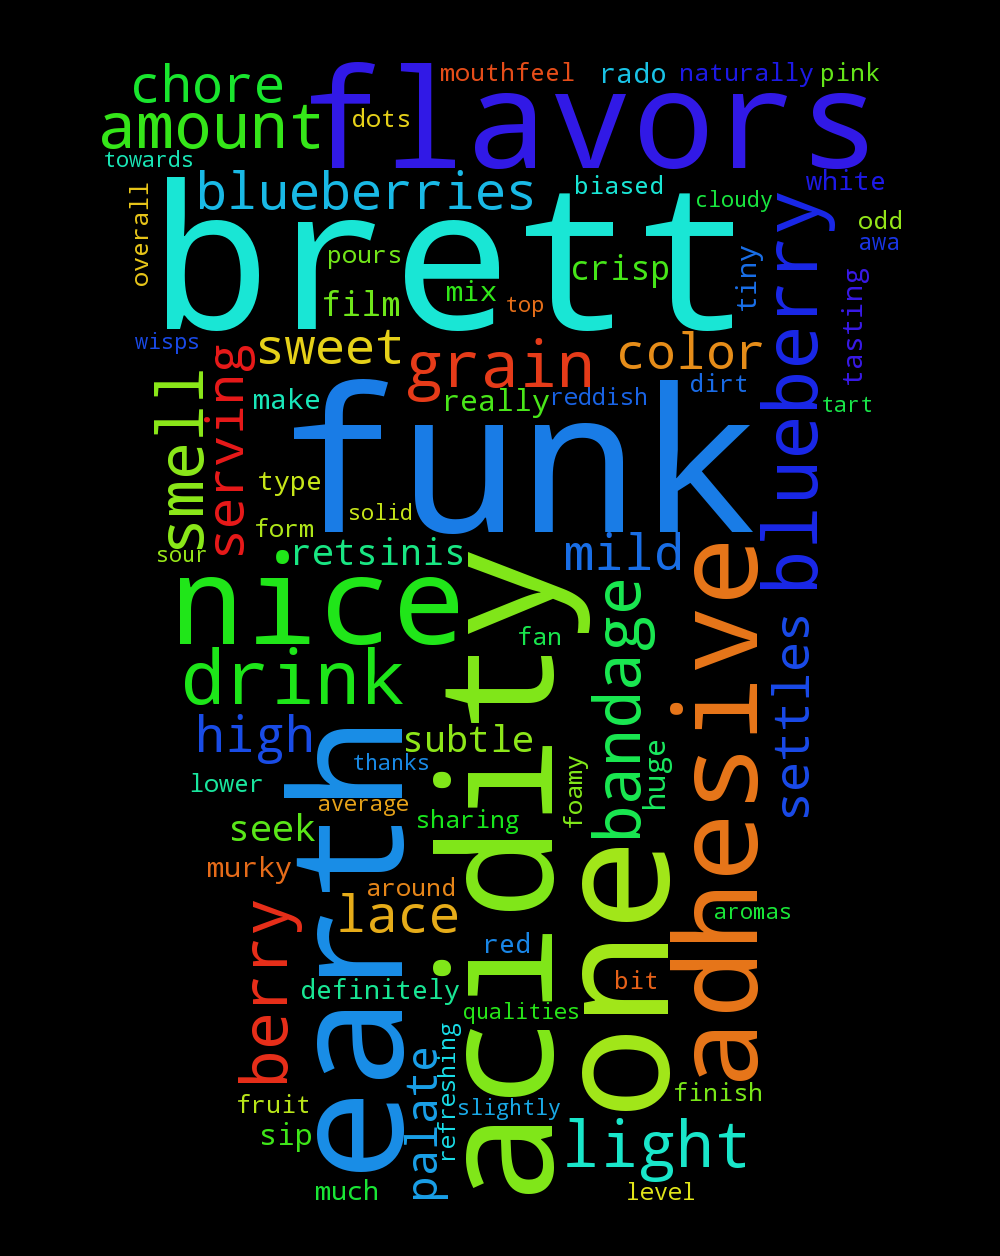 mouthfeel
rado
naturally
pink
chore
flavors
amount
dots
towards
blueberries
biased
white
cloudy
overall
brett
odd
awa
pours
crisp
tiny
blueberry
film
mix
top
tasting
wisps
sweet
grain
color
smell
serving
make
really
reddish
dirt
tart
funk
type
solid
form
sour
retsinis
mild
nice
acidity
adhesive
fan
bandage
drink
settles
high
earth
subtle
thanks
huge
lower
average
foamy
seek
sharing
one
murky
around
berry
lace
aromas
red
bit
definitely
qualities
palate
refreshing
finish
fruit
slightly
sip
light
much
level